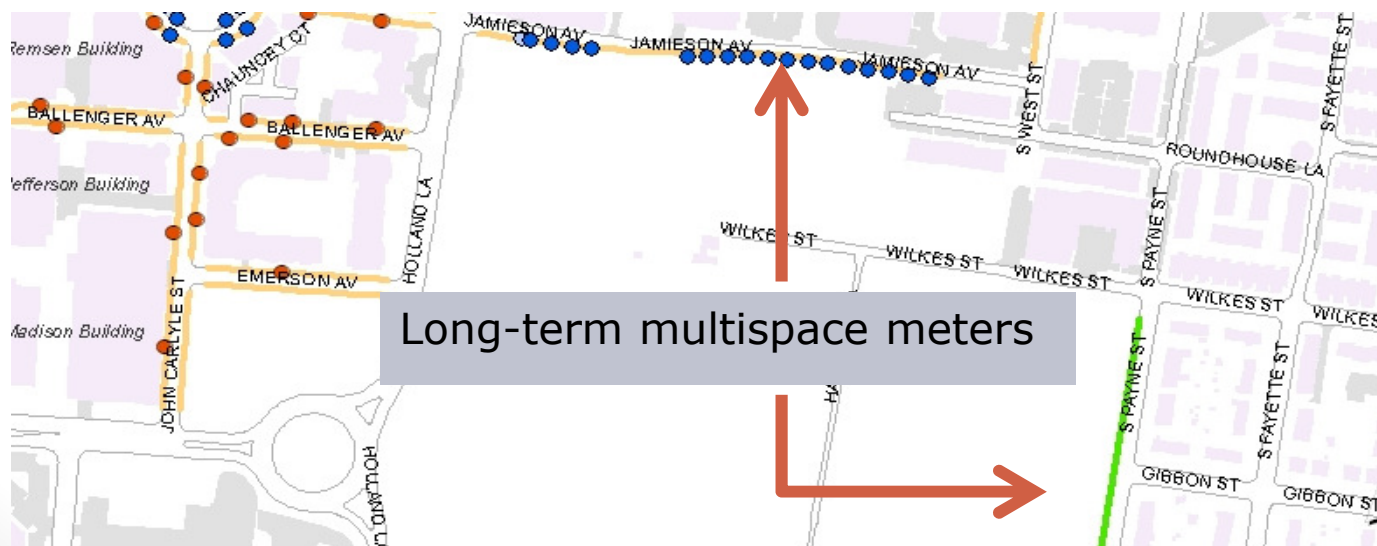 JAMIESON AV
JAMIESON AV
JAMIESON AV
S FAYETTE ST
Remsen Building
CHAUNCEY CT
S WEST ST
BALLENGER AV
BALLENGER AV
ROUNDHOUSE LA
Jefferson Building
HOLLAND LA
S PAYNE ST
WILKES ST
WILKES ST
WILKES ST
WILKES ST
WILKES
EMERSON AV
Long-term multispace meters
Madison Building
JOHN CARLYLE ST
S PAYNE ST
S FAYETTE ST
HOLLAND L
GIBBON ST
GIBBON ST